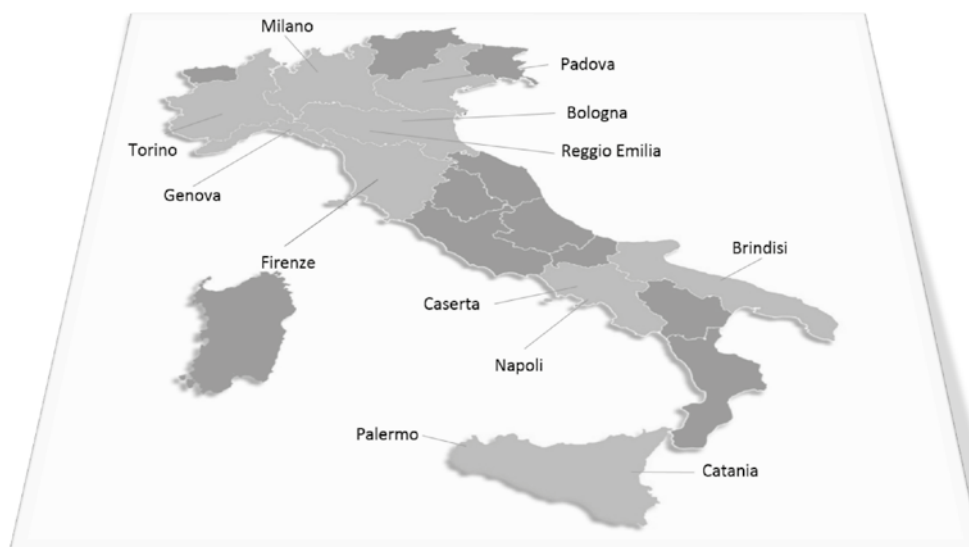 Milano
Padova
Bologna
Torino
Reggio Emilia
Genova
Firenze
Brindisi
Caserta
Napoli
Palermo
Catania